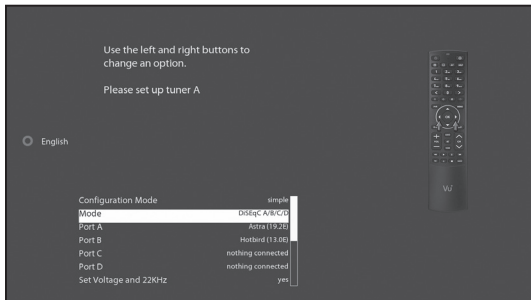 Use the left and right buttons to
change an option.
Please set up tuner A
English
Configuration Mode simple
Mode DiSEqC A/B/C/D
Port A Astra (19.2E)
Port B Hotbird (13.0E)
Port C nothing connected
Port D nothing connected
Set Voltage and 22KHz yes
OK
Vu